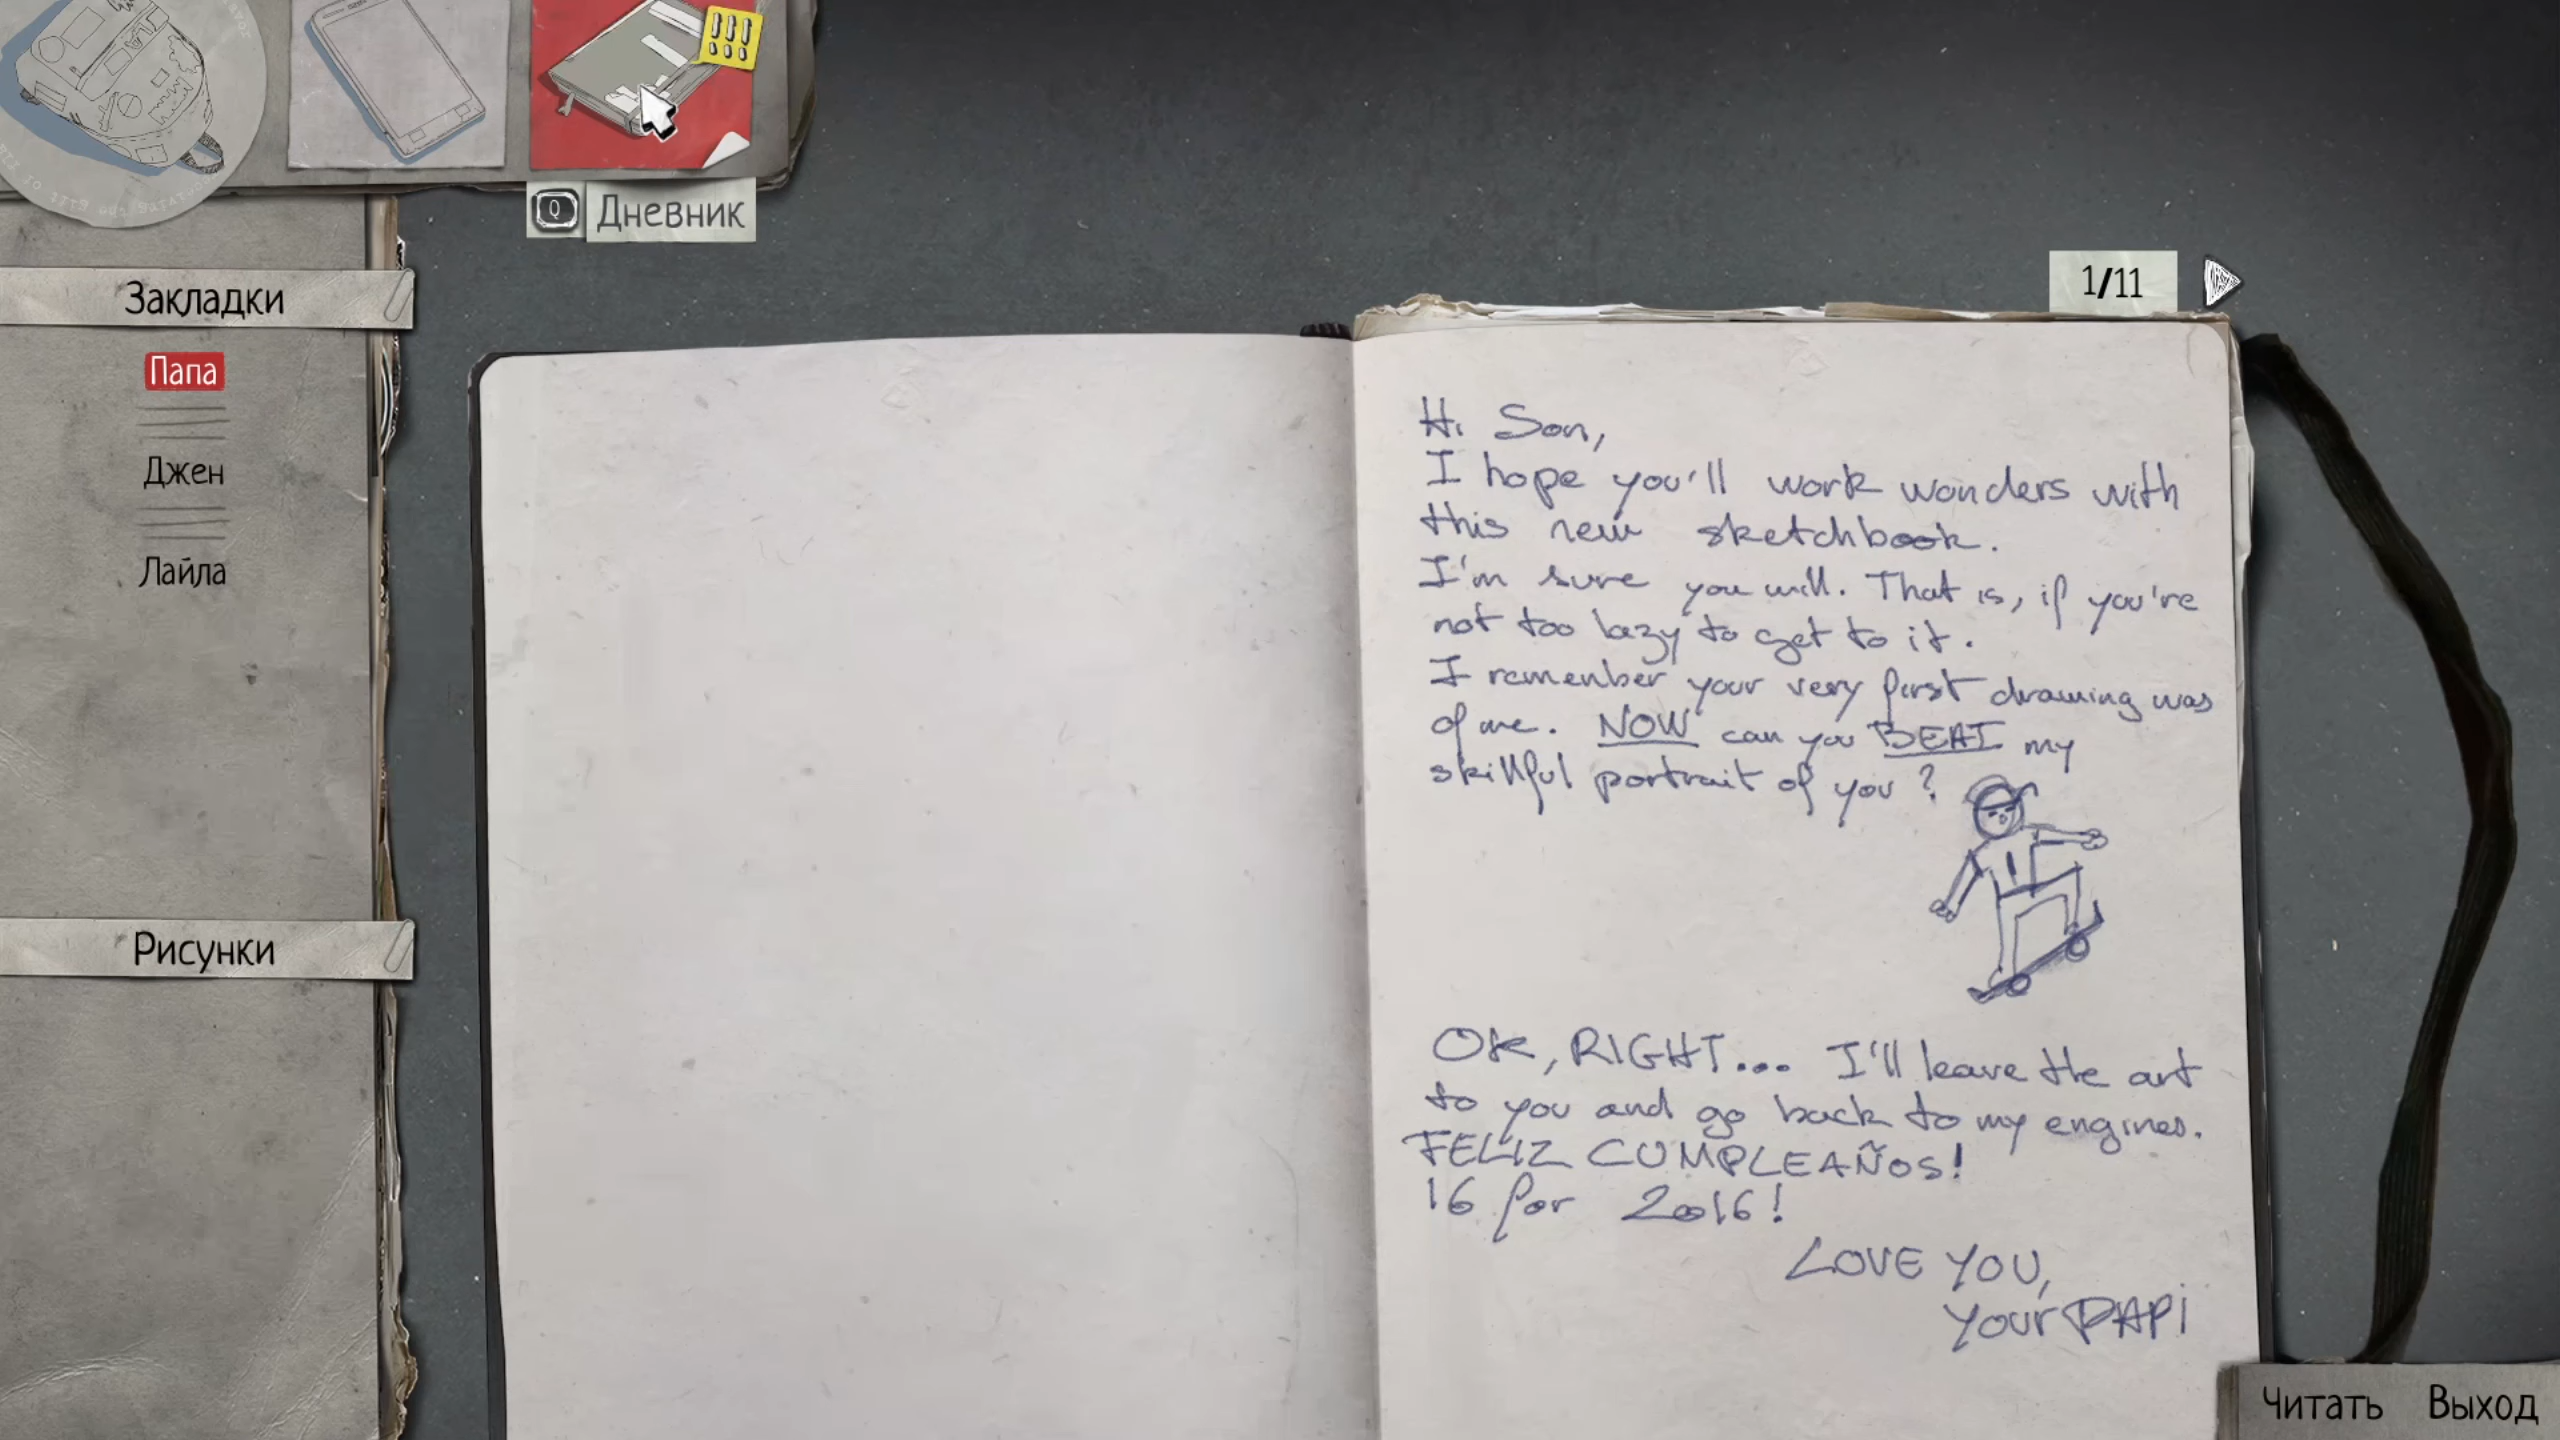 Q Дневник
Закладки
Папа
Джен
Лайла
Рисунки
1/11
Hi Son,
I hope you'll work wonders with
this new sketchbook.
I'm sure you will. That is, if you're
not too lazy to get to it.
I remember your very first drawing was
of me. NOW can you BEAT my
skillful portrait of you?
OK, RIGHT... I'll leave the art
to you and go back to my engines.
FELIZ CUMPLEAÑOS!
16 for 2016!
LOVE YOU,
Your PAPI
Читать Выход